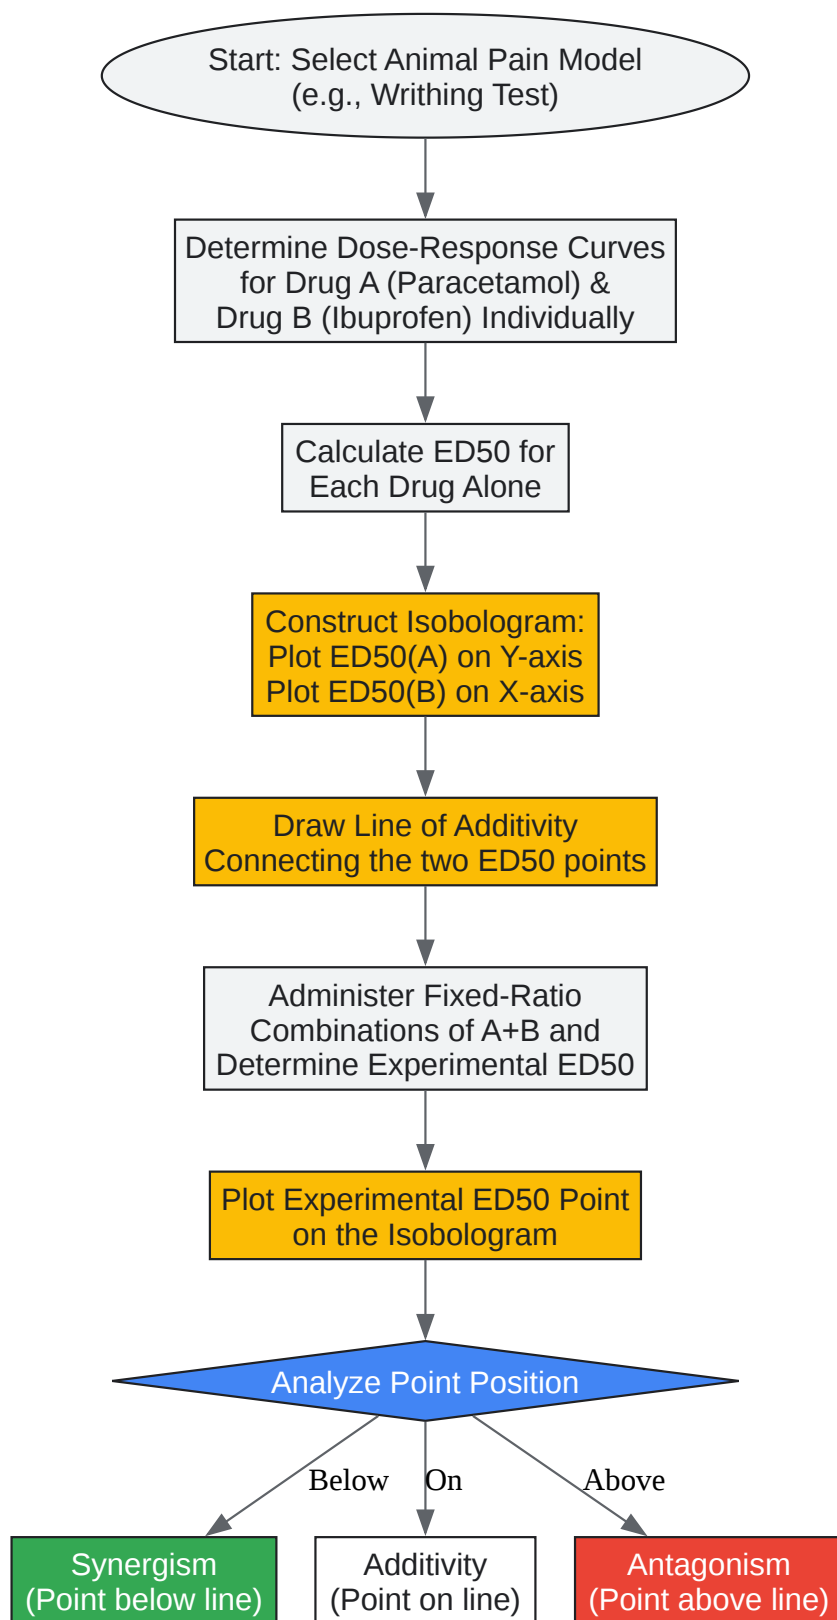 Start: Select Animal Pain Model
(e.g., Writhing Test)
Determine Dose-Response Curves
for Drug A (Paracetamol) &
Drug B (Ibuprofen) Individually
Calculate ED50 for
Each Drug Alone
Construct Isobologram:
Plot ED50(A) on Y-axis
Plot ED50(B) on X-axis
Draw Line of Additivity
Connecting the two ED50 points
Administer Fixed-Ratio
Combinations of A+B and
Determine Experimental ED50
Plot Experimental ED50 Point
on the Isobologram
Analyze Point Position
Below
On
Above
Synergism
(Point below line)
Additivity
(Point on line)
Antagonism
(Point above line)